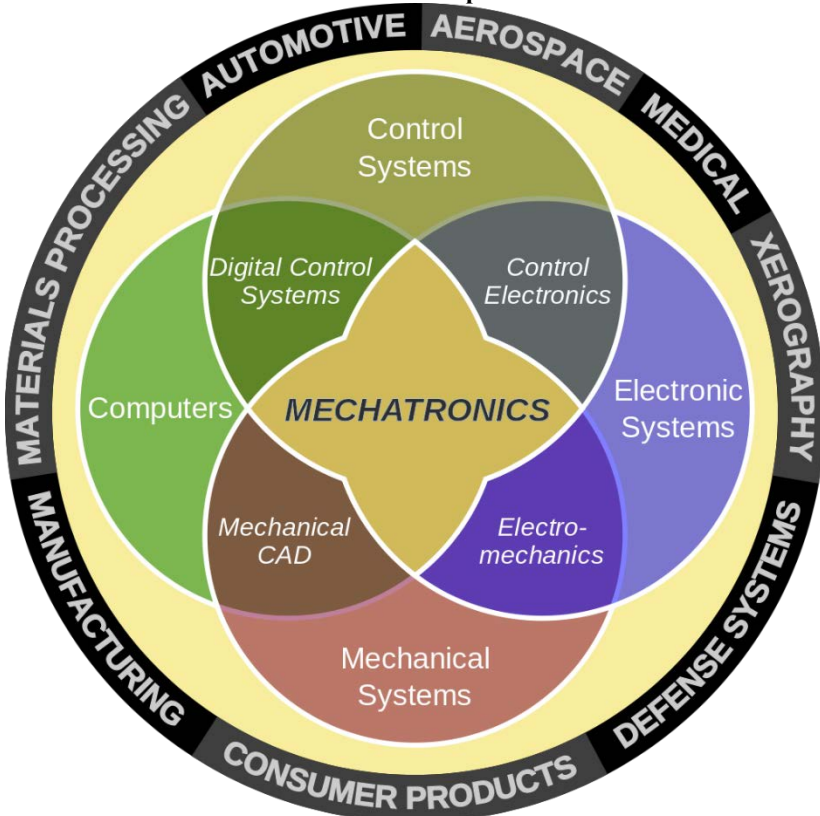 AUTOMOTIVE
AEROSPACE
MEDICAL
XEROGRAPHY
DEFENSE SYSTEMS
CONSUMER PRODUCTS
MANUFACTURING
MATERIALS PROCESSING
Control
Systems
Digital Control
Systems
Control
Electronics
Computers
MECHATRONICS
Electronic
Systems
Mechanical
CAD
Electro-
mechanics
Mechanical
Systems